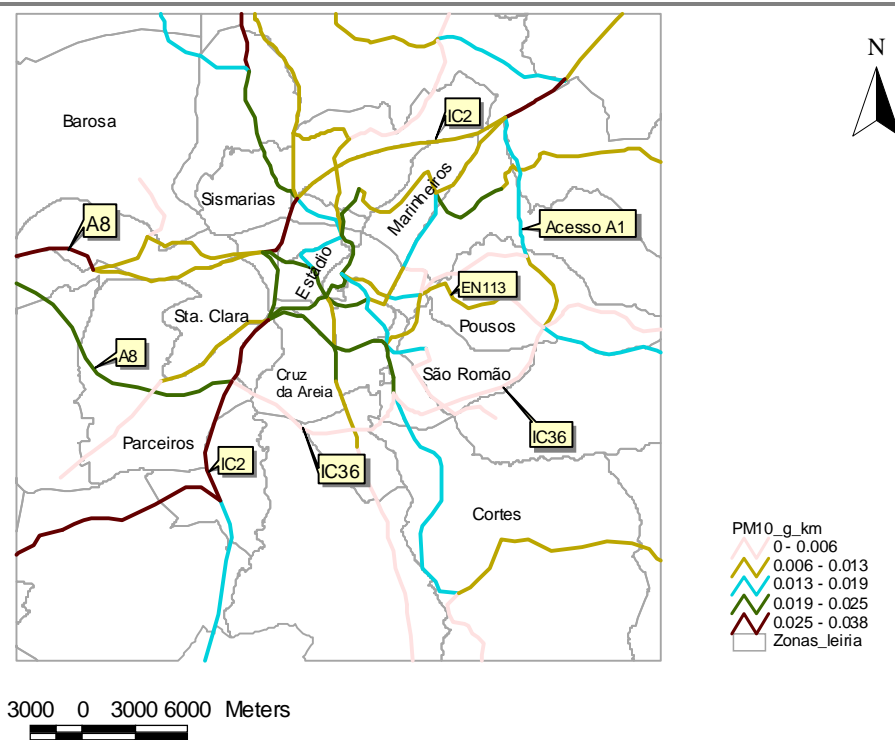 N
IC2
Barosa
Sismarias
Marinheiros
A8
Acesso A1
Estadio
EN113
Sta. Clara
Pousos
A8
Cruz
da Areia
São Romão
IC36
Parceiros
IC2
IC36
Cortes
PM10_g_km
0 - 0.006
0.006 - 0.013
0.013 - 0.019
0.019 - 0.025
0.025 - 0.038
Zonas_leiria
3000 0 3000 6000 Meters